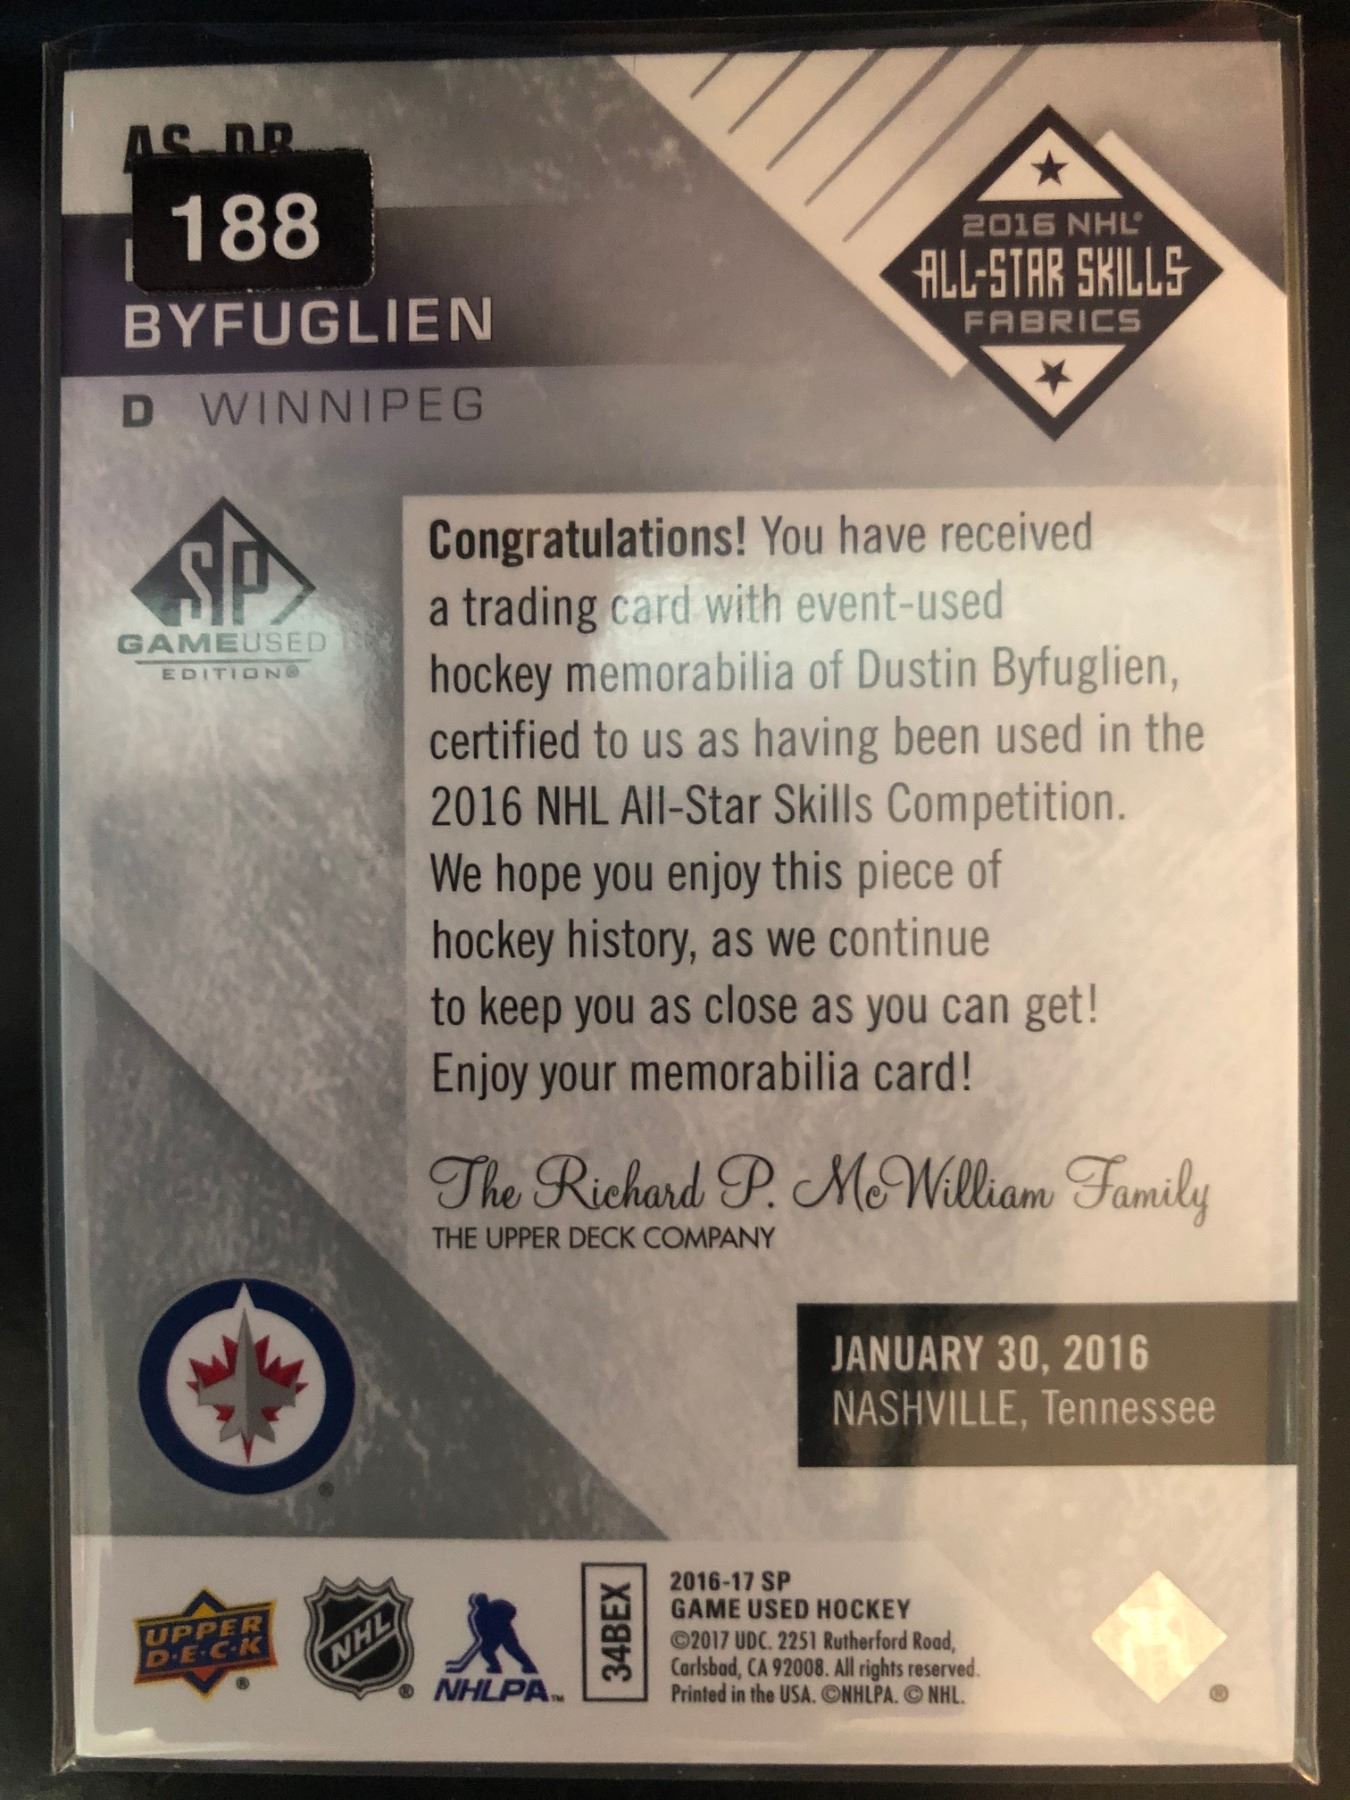 188
BYFUGLIEN
D WINNIPEG
2016 NHL®
ALL-STAR SKILLS
FABRICS
SP
GAMEUSED
EDITION®
Congratulations! You have received
a trading card with event-used
hockey memorabilia of Dustin Byfuglien,
certified to us as having been used in the
2016 NHL All-Star Skills Competition.
We hope you enjoy this piece of
hockey history, as we continue
to keep you as close as you can get!
Enjoy your memorabilia card!
The Richard P. McWilliam Family
THE UPPER DECK COMPANY
JANUARY 30, 2016
NASHVILLE, Tennessee
UPPER
D·E·C·K
®
NHL
®
NHLPA™
34BEX
2016-17 SP
GAME USED HOCKEY
©2017 UDC. 2251 Rutherford Road,
Carlsbad, CA 92008. All rights reserved.
Printed in the USA. ©NHLPA. © NHL.
®